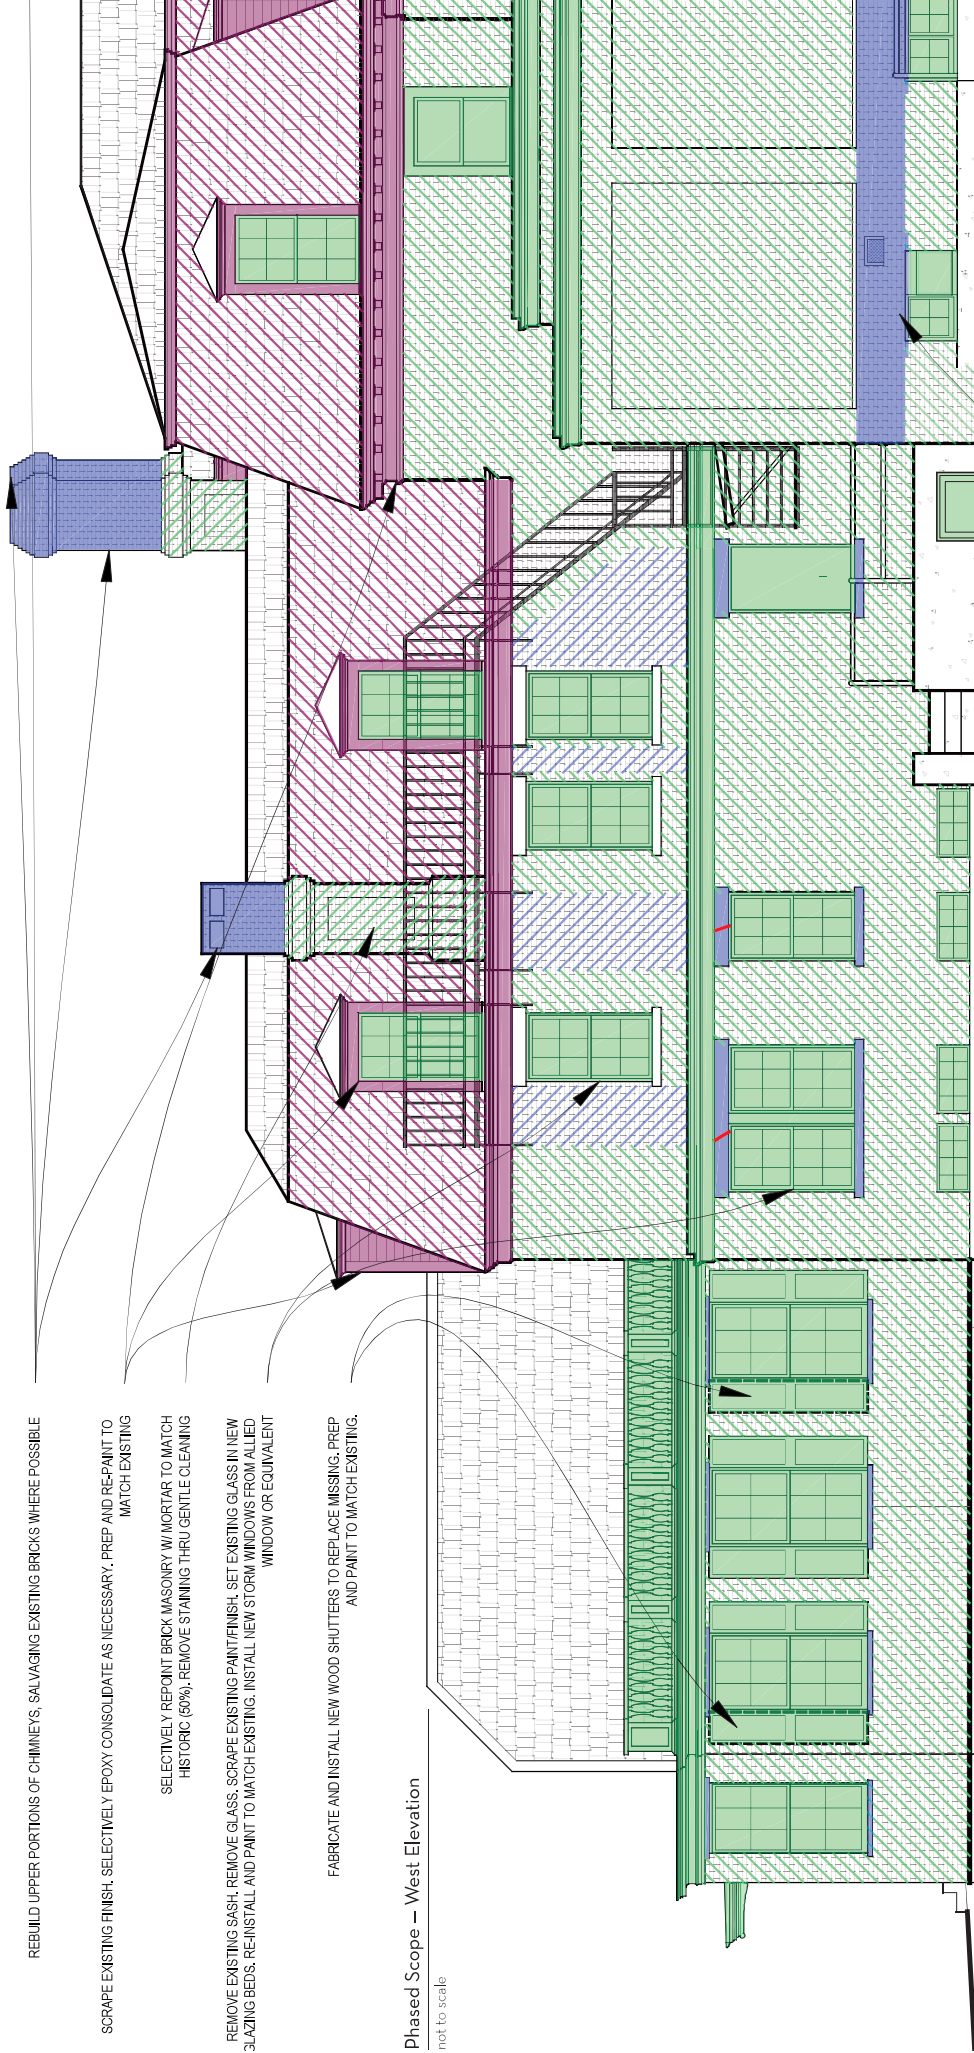 REBUILD UPPER PORTIONS OF CHIMNEYS, SALVAGING EXISTING BRICKS WHERE POSSIBLE
SCRAPE EXISTING FINISH. SELECTIVELY EPOXY CONSOLIDATE AS NECESSARY. PREP AND RE-PAINT TO
MATCH EXISTING
SELECTIVELY REPOINT BRICK MASONRY W/ MORTAR TO MATCH
HISTORIC (50%). REMOVE STAINING THRU GENTLE CLEANING
REMOVE EXISTING SASH. REMOVE GLASS. SCRAPE EXISTING PAINT/FINISH. SET EXISTING GLASS IN NEW
GLAZING BEDS. RE-INSTALL AND PAINT TO MATCH EXISTING. INSTALL NEW STORM WINDOWS FROM ALLIED
WINDOW OR EQUIVALENT
FABRICATE AND INSTALL NEW WOOD SHUTTERS TO REPLACE MISSING. PREP
AND PAINT TO MATCH EXISTING.
Phased Scope – West Elevation
not to scale